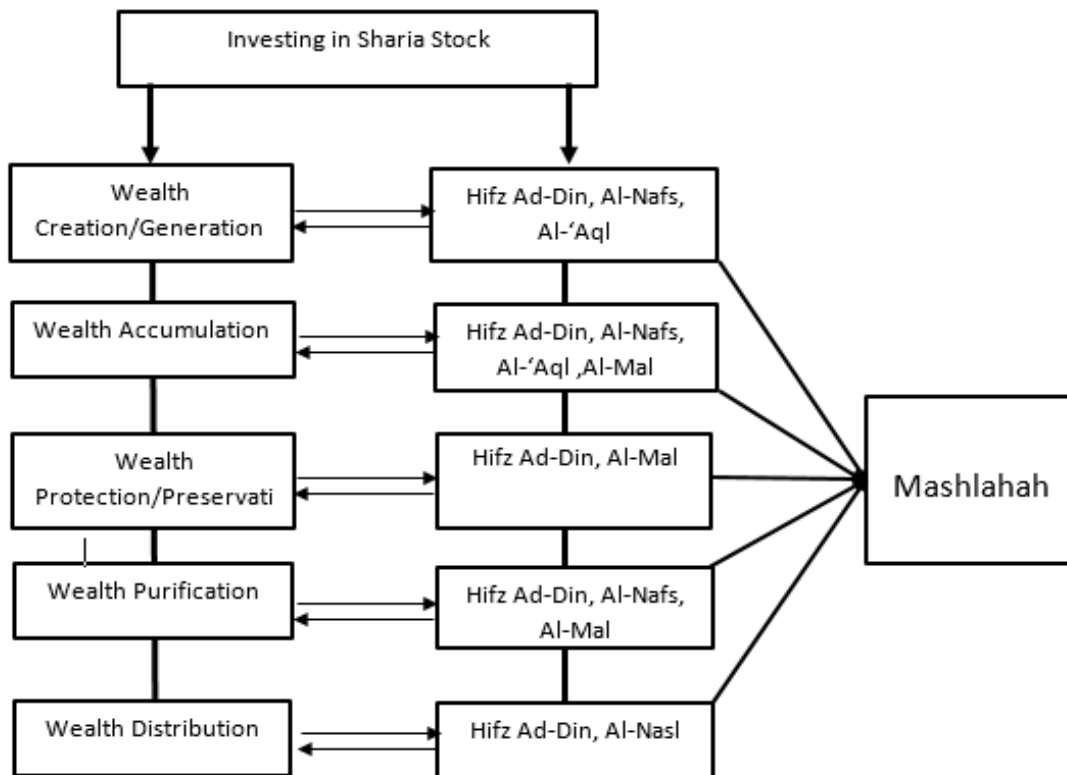 Investing in Sharia Stock
Wealth
Creation/Generation
Hifz Ad-Din, Al-Nafs,
Al-‘Aql
Wealth Accumulation
Hifz Ad-Din, Al-Nafs,
Al-‘Aql ,Al-Mal
Wealth
Protection/Preservati
Hifz Ad-Din, Al-Mal
Mashlahah
Wealth Purification
Hifz Ad-Din, Al-Nafs,
Al-Mal
Wealth Distribution
Hifz Ad-Din, Al-Nasl